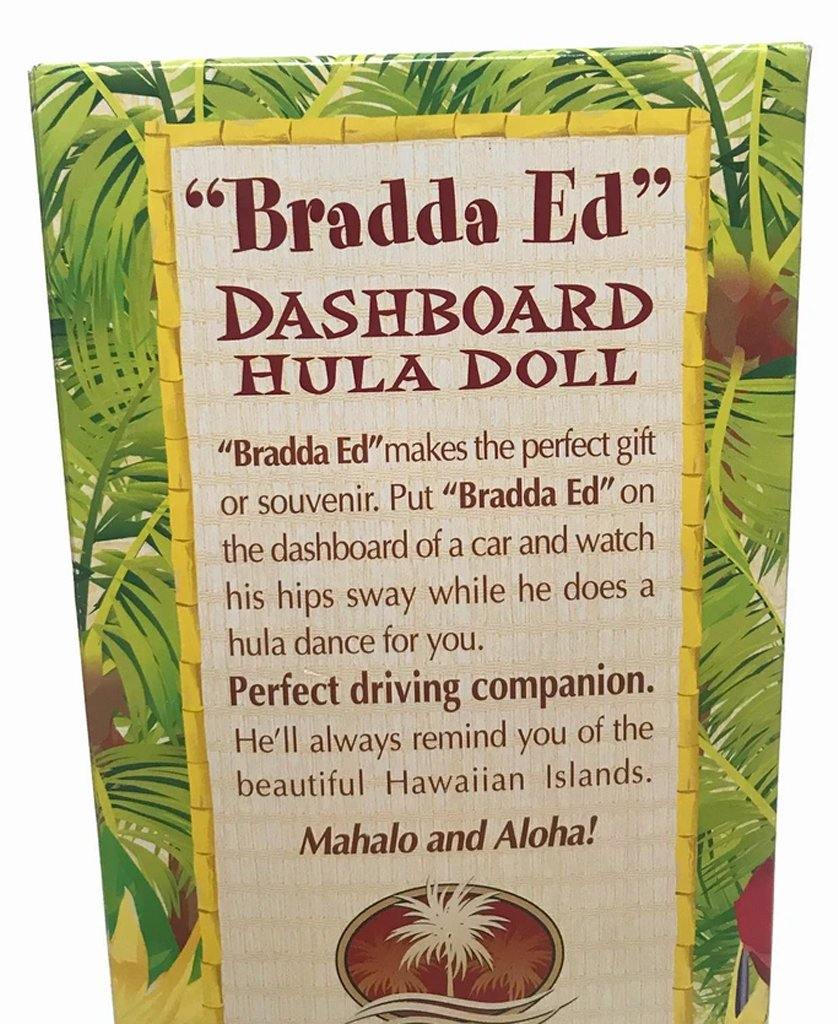 “Bradda Ed”
DASHBOARD
HULA DOLL
“Bradda Ed” makes the perfect gift
or souvenir. Put “Bradda Ed” on
the dashboard of a car and watch
his hips sway while he does a
hula dance for you.
Perfect driving companion.
He’ll always remind you of the
beautiful Hawaiian Islands.
Mahalo and Aloha!